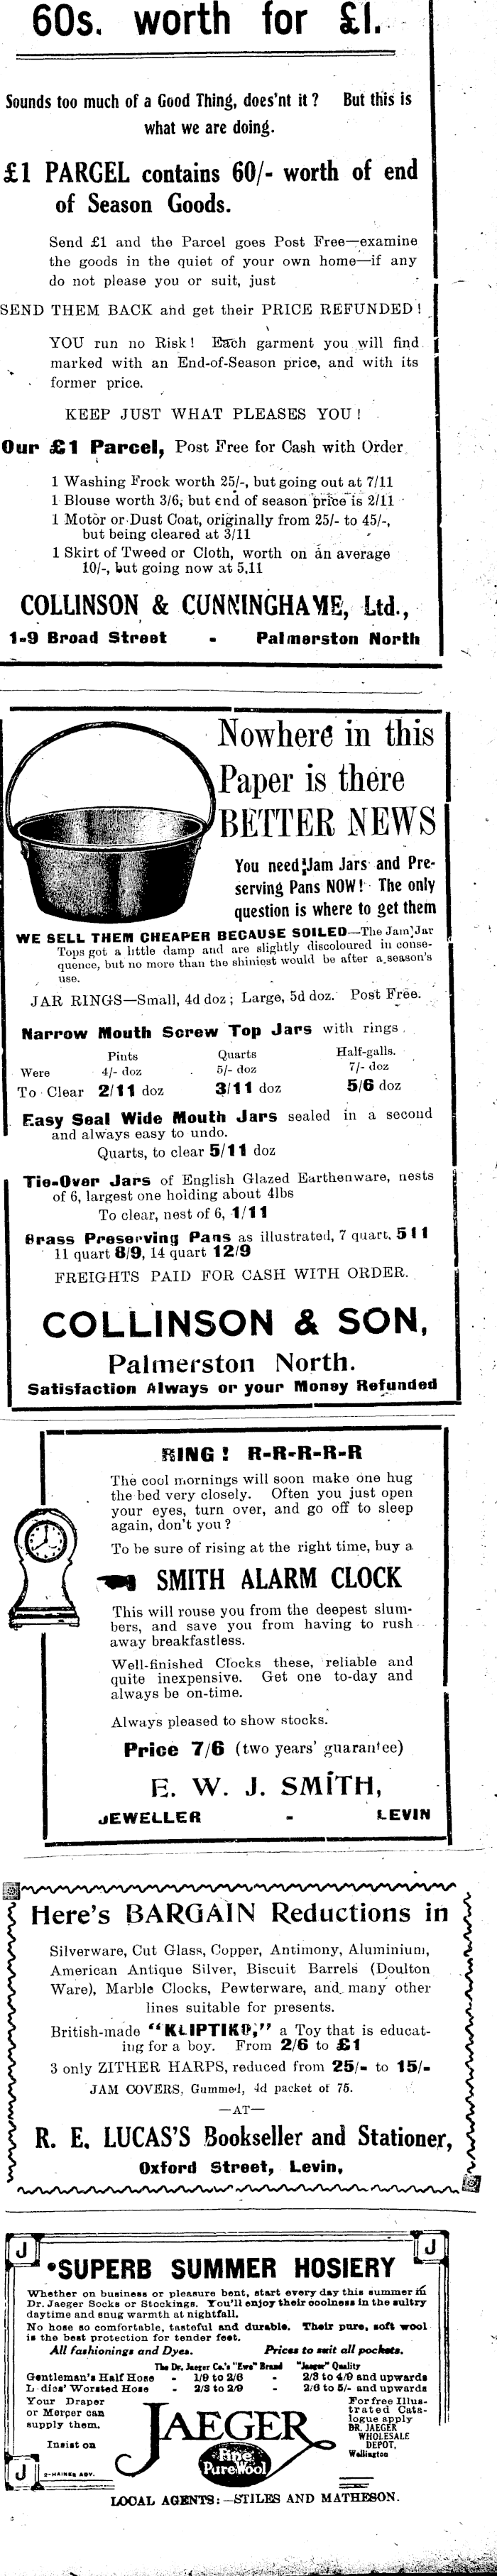 60s. worth for £1.
Sounds too much of a Good Thing, does'nt it? But this is
what we are doing.
£1 PARCEL contains 60/- worth of end
of Season Goods.
Send £1 and the Parcel goes Post Free—examine
the goods in the quiet of your own home—if any
do not please you or suit, just
SEND THEM BACK and get their PRICE REFUNDED!
YOU run no Risk! Each garment you will find
marked with an End-of-Season price, and with its
former price.
KEEP JUST WHAT PLEASES YOU!
Our £1 Parcel, Post Free for Cash with Order
1 Washing Frock worth 25/-, but going out at 7/11
1 Blouse worth 3/6, but end of season price is 2/11
1 Motor or Dust Coat, originally from 25/- to 45/-,
but being cleared at 3/11
1 Skirt of Tweed or Cloth, worth on an average
10/-, but going now at 5.11
COLLINSON & CUNNINGHAME, Ltd.,
1-9 Broad Street - Palmerston North
Nowhere in this
Paper is there
BETTER NEWS
You need Jam Jars and Pre-
serving Pans NOW! The only
question is where to get them
WE SELL THEM CHEAPER BECAUSE SOILED—The Jam Jar
Tops got a little damp and are slightly discoloured in conse-
quence, but no more than the shiniest would be after a season's
use.
JAR RINGS—Small, 4d doz; Large, 5d doz. Post Free.
Narrow Mouth Screw Top Jars with rings.
Pints Quarts Half-galls.
Were 4/- doz 5/- doz 7/- doz
To Clear 2/11 doz 3/11 doz 5/6 doz
Easy Seal Wide Mouth Jars sealed in a second
and always easy to undo.
Quarts, to clear 5/11 doz
Tie-Over Jars of English Glazed Earthenware, nests
of 6, largest one holding about 4lbs
To clear, nest of 6, 1/11
Brass Preserving Pans as illustrated, 7 quart, 5 11
11 quart 8/9, 14 quart 12/9
FREIGHTS PAID FOR CASH WITH ORDER.
COLLINSON & SON,
Palmerston North.
Satisfaction Always or your Money Refunded
RING! R-R-R-R-R
The cool mornings will soon make one hug
the bed very closely. Often you just open
your eyes, turn over, and go off to sleep
again, don't you?
To be sure of rising at the right time, buy a
SMITH ALARM CLOCK
This will rouse you from the deepest slum-
bers, and save you from having to rush
away breakfastless.
Well-finished Clocks these, reliable and
quite inexpensive. Get one to-day and
always be on-time.
Always pleased to show stocks.
Price 7/6 (two years' guarantee)
E. W. J. SMITH,
JEWELLER - LEVIN
Here's BARGAIN Reductions in
Silverware, Cut Glass, Copper, Antimony, Aluminium,
American Antique Silver, Biscuit Barrels (Doulton
Ware), Marble Clocks, Pewterware, and many other
lines suitable for presents.
British-made "KLIPTIKO," a Toy that is educat-
ing for a boy. From 2/6 to £1
3 only ZITHER HARPS, reduced from 25/- to 15/-
JAM COVERS, Gummed, 4d packet of 75.
—AT—
R. E. LUCAS'S Bookseller and Stationer,
Oxford Street, Levin,
J J
SUPERB SUMMER HOSIERY
Whether on business or pleasure bent, start every day this summer in
Dr. Jaeger Socks or Stockings. You'll enjoy their coolness in the sultry
daytime and snug warmth at nightfall.
No hose so comfortable, tasteful and durable. Their pure, soft wool
is the best protection for tender feet.
All fashionings and Dyes. Prices to suit all pockets.
The Dr. Jaeger Co.'s "Ewe" Brand "Jaeger" Quality
Gentleman's Half Hose - - 1/9 to 2/6 - 2/3 to 4/9 and upwards
Ladies' Worsted Hose - 2/3 to 2/9 - 2/6 to 5/- and upwards
Your Draper
or Mercer can
supply them.
Insist on
JAEGER
Fine
Pure Wool
For free Illus-
trated Cata-
logue apply
DR. JAEGER
WHOLESALE
DEPOT,
Wellington
J 2-HAINES ADV.
LOCAL AGENTS:—STILES AND MATHESON.